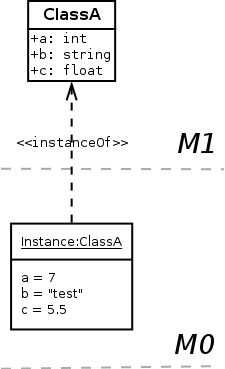 ClassA
+a: int
+b: string
+c: float
<<instanceOf>>
M1
Instance:ClassA
a = 7
b = "test"
c = 5.5
M0